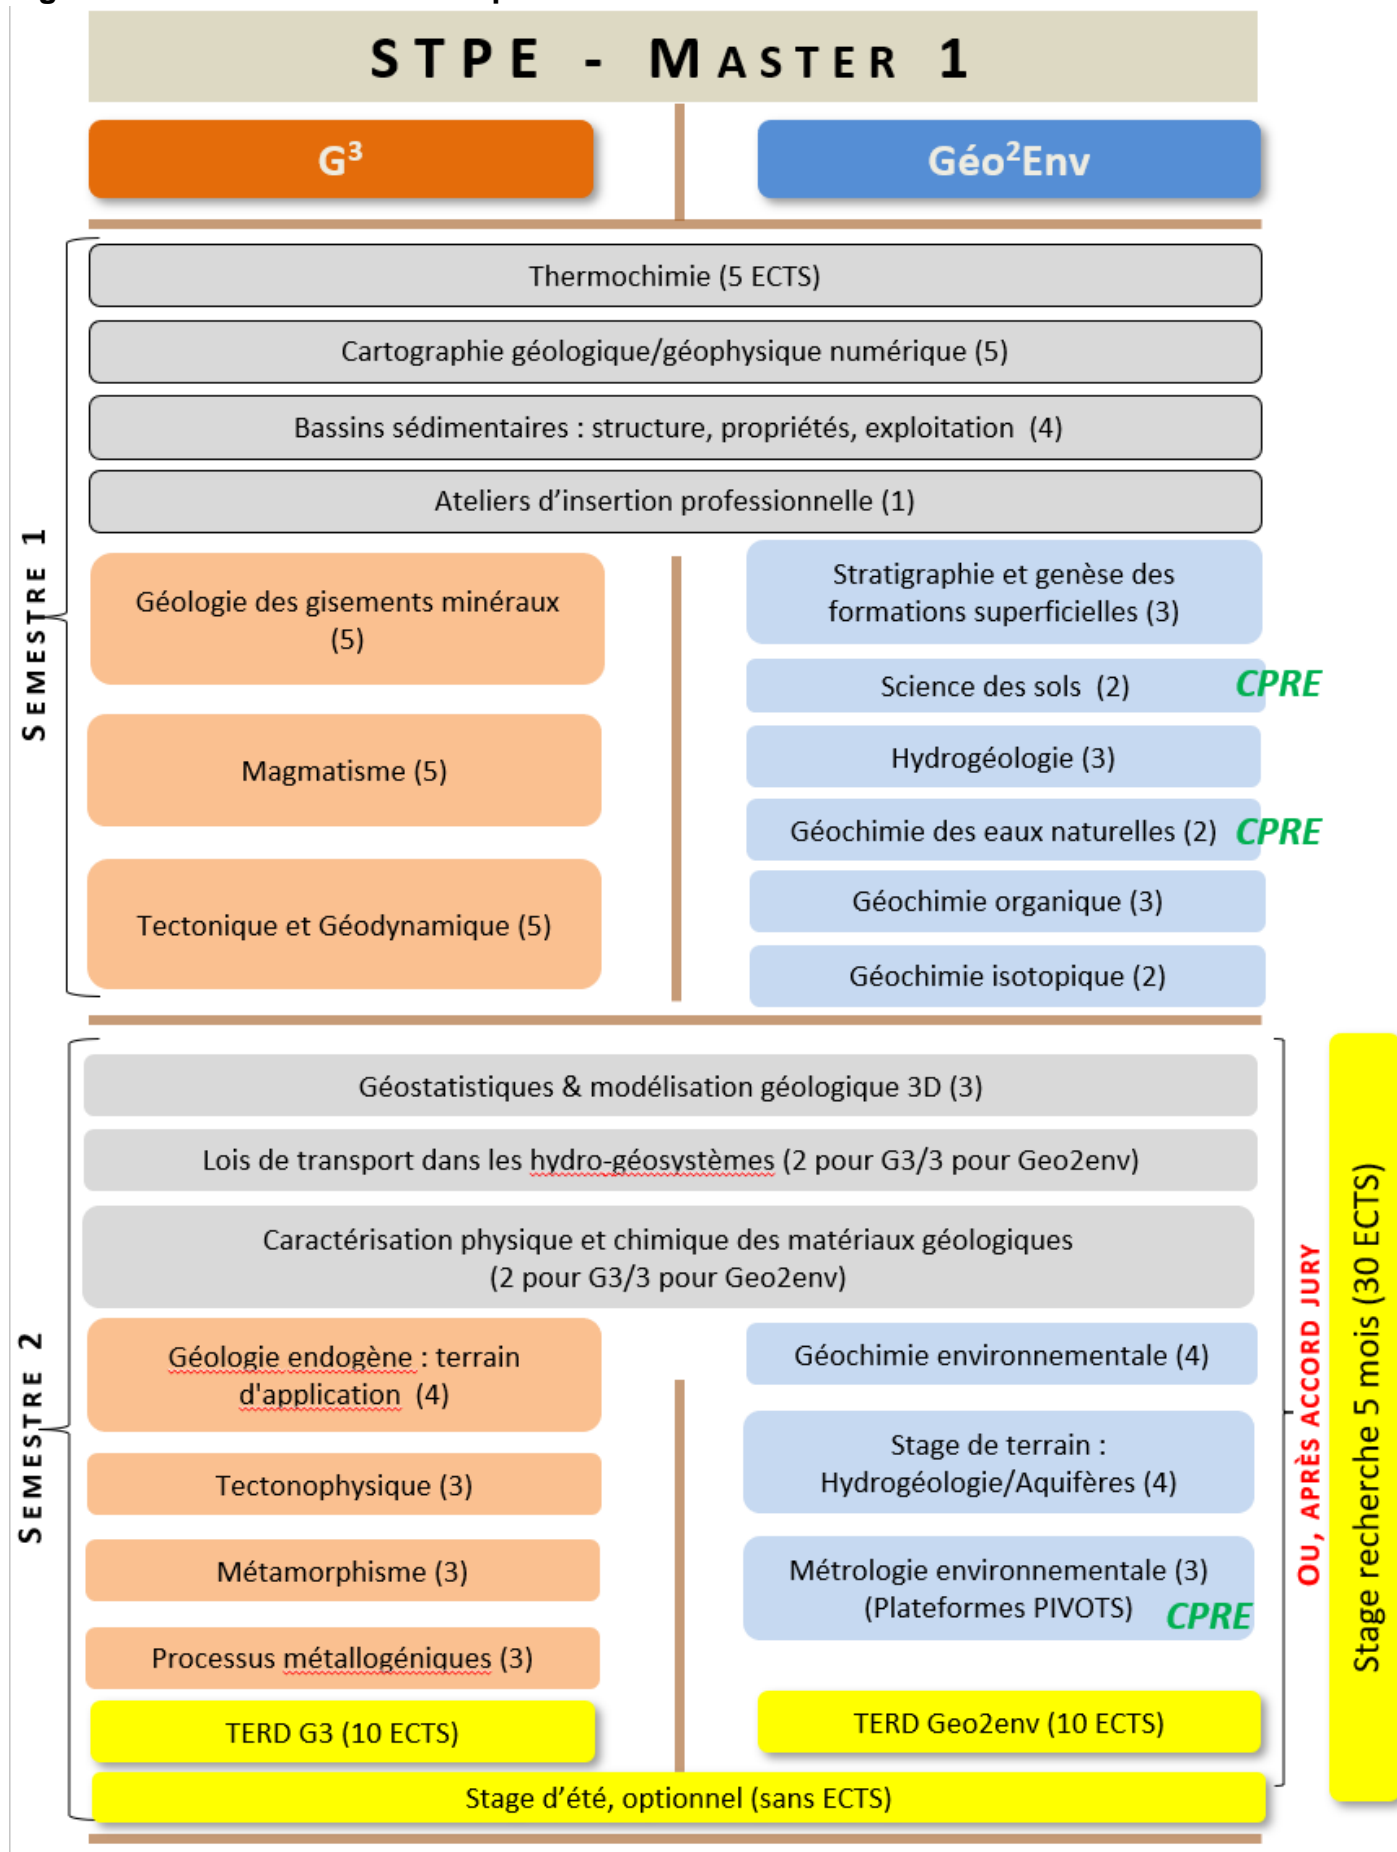 STPE - MASTER 1
G³
Géo²Env
SEMESTRE 1
Thermochimie (5 ECTS)
Cartographie géologique/géophysique numérique (5)
Bassins sédimentaires : structure, propriétés, exploitation (4)
Ateliers d’insertion professionnelle (1)
Géologie des gisements minéraux
(5)
Magmatisme (5)
Tectonique et Géodynamique (5)
Stratigraphie et genèse des
formations superficielles (3)
Science des sols (2)
CPRE
Hydrogéologie (3)
Géochimie des eaux naturelles (2)
CPRE
Géochimie organique (3)
Géochimie isotopique (2)
SEMESTRE 2
Géostatistiques & modélisation géologique 3D (3)
Lois de transport dans les hydro-géosystèmes (2 pour G3/3 pour Geo2env)
Caractérisation physique et chimique des matériaux géologiques
(2 pour G3/3 pour Geo2env)
Géologie endogène : terrain
d'application (4)
Tectonophysique (3)
Métamorphisme (3)
Processus métallogéniques (3)
TERD G3 (10 ECTS)
Géochimie environnementale (4)
Stage de terrain :
Hydrogéologie/Aquifères (4)
Métrologie environnementale (3)
(Plateformes PIVOTS)
CPRE
TERD Geo2env (10 ECTS)
Stage d’été, optionnel (sans ECTS)
OU, APRÈS ACCORD JURY
Stage recherche 5 mois (30 ECTS)